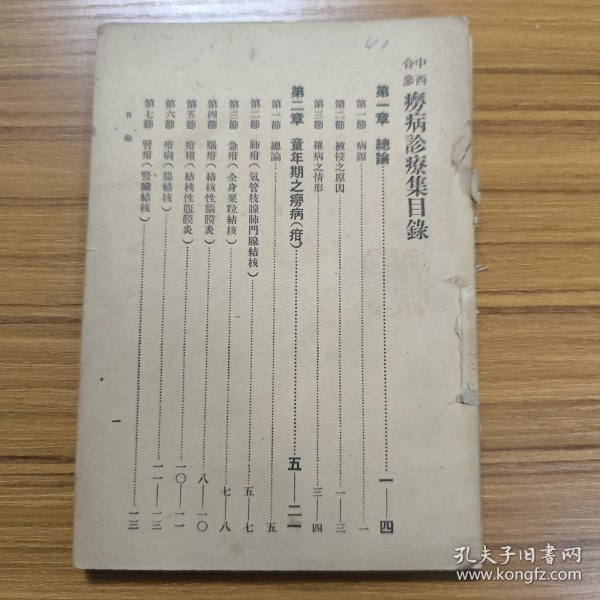 中西合參 癆病診療集目錄
第一章 總論……一—四
第一節 病源……一
第二節 被侵之原因……一—三
第三節 罹病之情形……三—四
第二章 童年期之癆病(疳)……五—二一
第一節 總論……五
第二節 肺疳(氣管枝腺肺門腺結核)……五—七
第三節 急疳(全身粟粒結核)……七—八
第四節 腦疳(結核性腦膜炎)……八—一〇
第五節 疳積(結核性腹膜炎)……一〇—一一
第六節 疳痢(腸結核)……一一—一三
第七節 腎疳(腎臟結核)……一三
目錄
一
孔夫子旧书网
www.kongfz.com